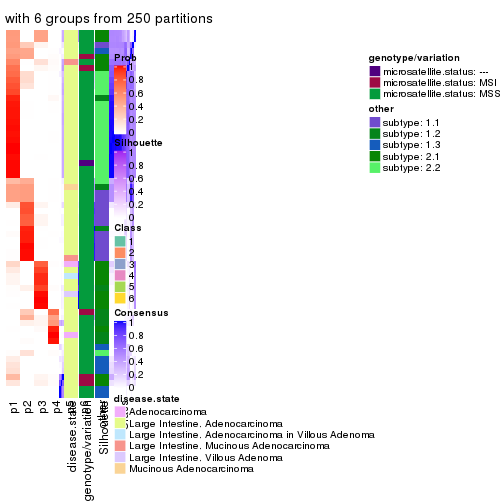 with 6 groups from 250 partitions
Prob
1
0.8
0.6
0.4
0.2
0
Silhouette
1
0.8
0.6
0.4
0.2
0
Class
1
2
3
4
5
6
Consensus
1
0.8
0.6
0.4
0.2
0
disease.state
Adenocarcinoma
Large Intestine. Adenocarcinoma
Large Intestine. Adenocarcinoma in Villous Adenoma
Large Intestine. Mucinous Adenocarcinoma
Large Intestine. Villous Adenoma
Mucinous Adenocarcinoma
genotype/variation
microsatellite.status: ---
microsatellite.status: MSI
microsatellite.status: MSS
other
subtype: 1.1
subtype: 1.2
subtype: 1.3
subtype: 2.1
subtype: 2.2
p1
p2
p3
p4
disease.state
genotype/variation
Silhouette